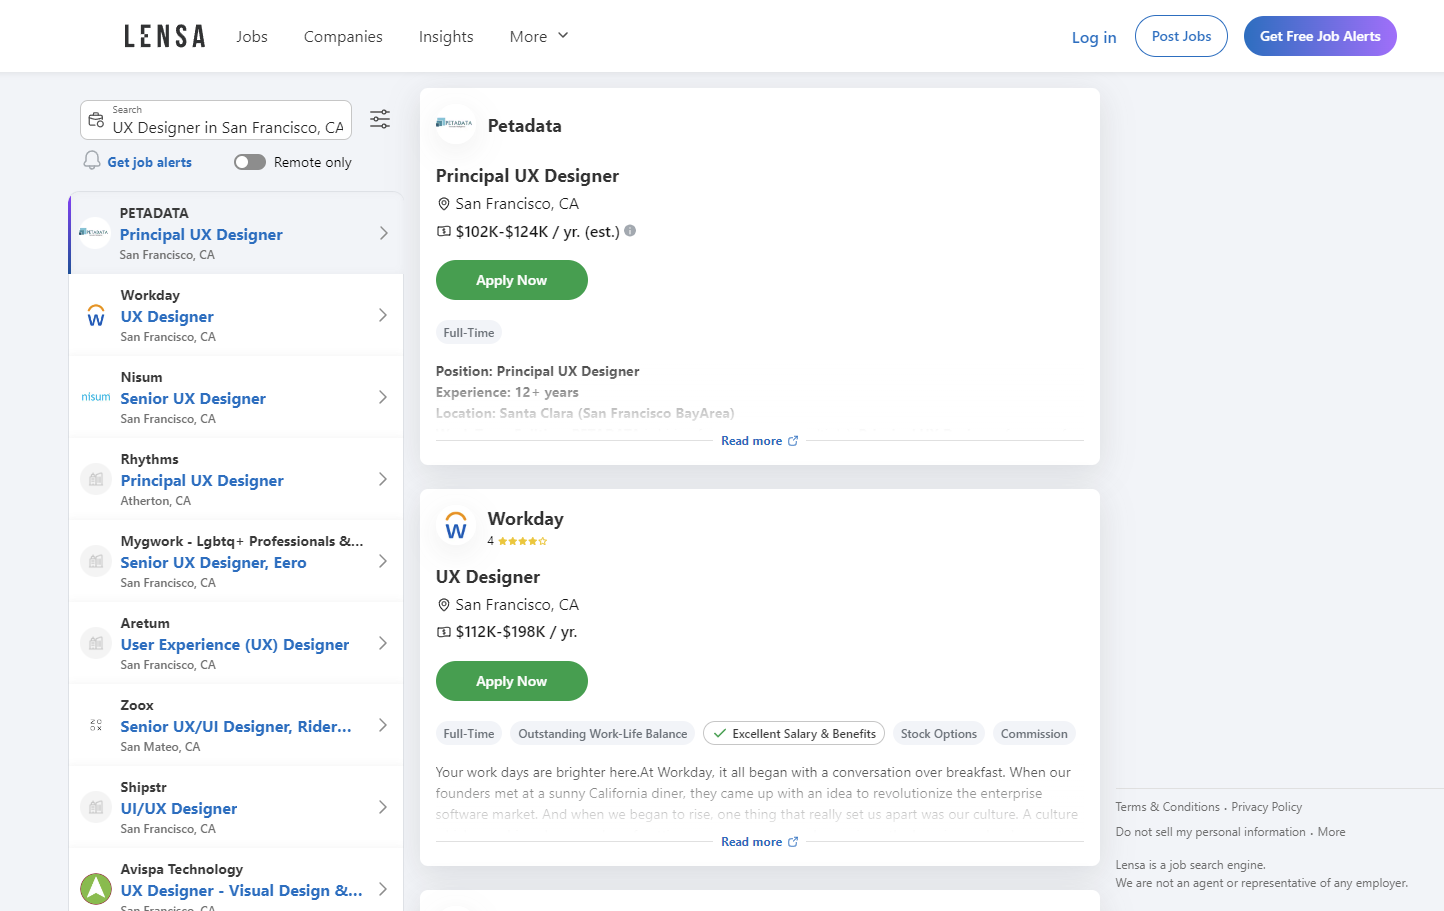 LENSA
Jobs
Companies
Insights
More
Log in
Post Jobs
Get Free Job Alerts
Search
UX Designer in San Francisco, CA
Get job alerts
Remote only
PETADATA
Principal UX Designer
San Francisco, CA
Workday
UX Designer
San Francisco, CA
nisum
Nisum
Senior UX Designer
San Francisco, CA
Rhythms
Principal UX Designer
Atherton, CA
Mygwork - Lgbtq+ Professionals &...
Senior UX Designer, Eero
San Francisco, CA
Aretum
User Experience (UX) Designer
San Francisco, CA
Zoox
Senior UX/UI Designer, Rider...
San Mateo, CA
Shipstr
UI/UX Designer
San Francisco, CA
Avispa Technology
UX Designer - Visual Design &...
San Francisco, CA
PETADATA
Petadata
Principal UX Designer
San Francisco, CA
$102K-$124K / yr. (est.)
Apply Now
Full-Time
Position: Principal UX Designer
Experience: 12+ years
Location: Santa Clara (San Francisco BayArea)
Read more
Workday
4
UX Designer
San Francisco, CA
$112K-$198K / yr.
Apply Now
Full-Time
Outstanding Work-Life Balance
Excellent Salary & Benefits
Stock Options
Commission
Your work days are brighter here.At Workday, it all began with a conversation over breakfast. When our
founders met at a sunny California diner, they came up with an idea to revolutionize the enterprise
software market. And when we began to rise, one thing that really set us apart was our culture. A culture
Read more
Terms & Conditions • Privacy Policy
Do not sell my personal information • More
Lensa is a job search engine.
We are not an agent or representative of any employer.